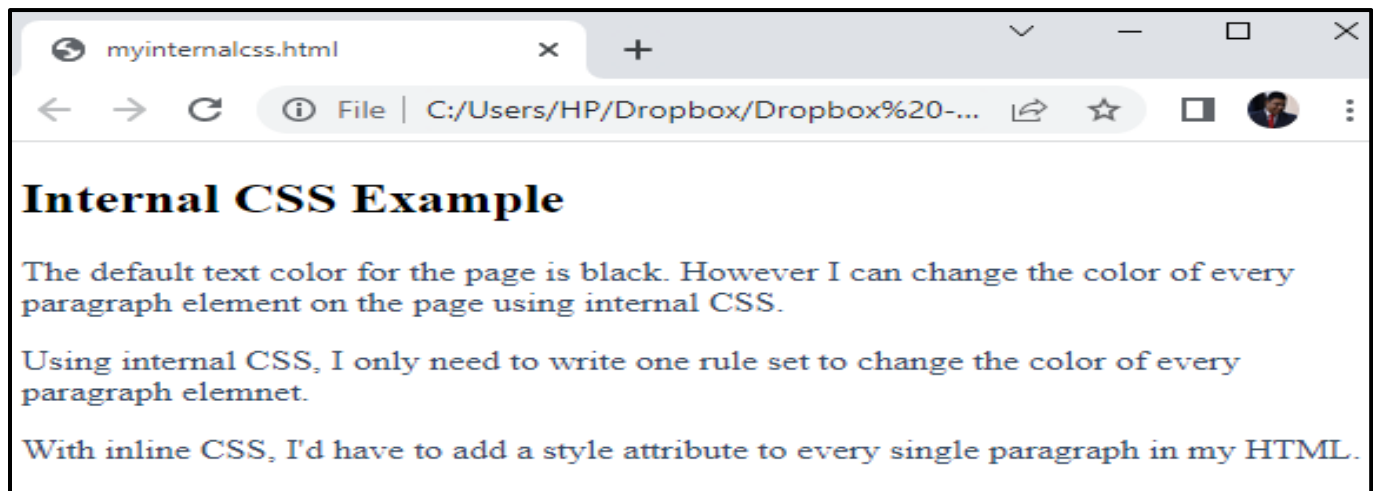 myinternalcss.html
File | C:/Users/HP/Dropbox/Dropbox%20-...
Internal CSS Example
The default text color for the page is black. However I can change the color of every
paragraph element on the page using internal CSS.
Using internal CSS, I only need to write one rule set to change the color of every
paragraph elemnet.
With inline CSS, I'd have to add a style attribute to every single paragraph in my HTML.